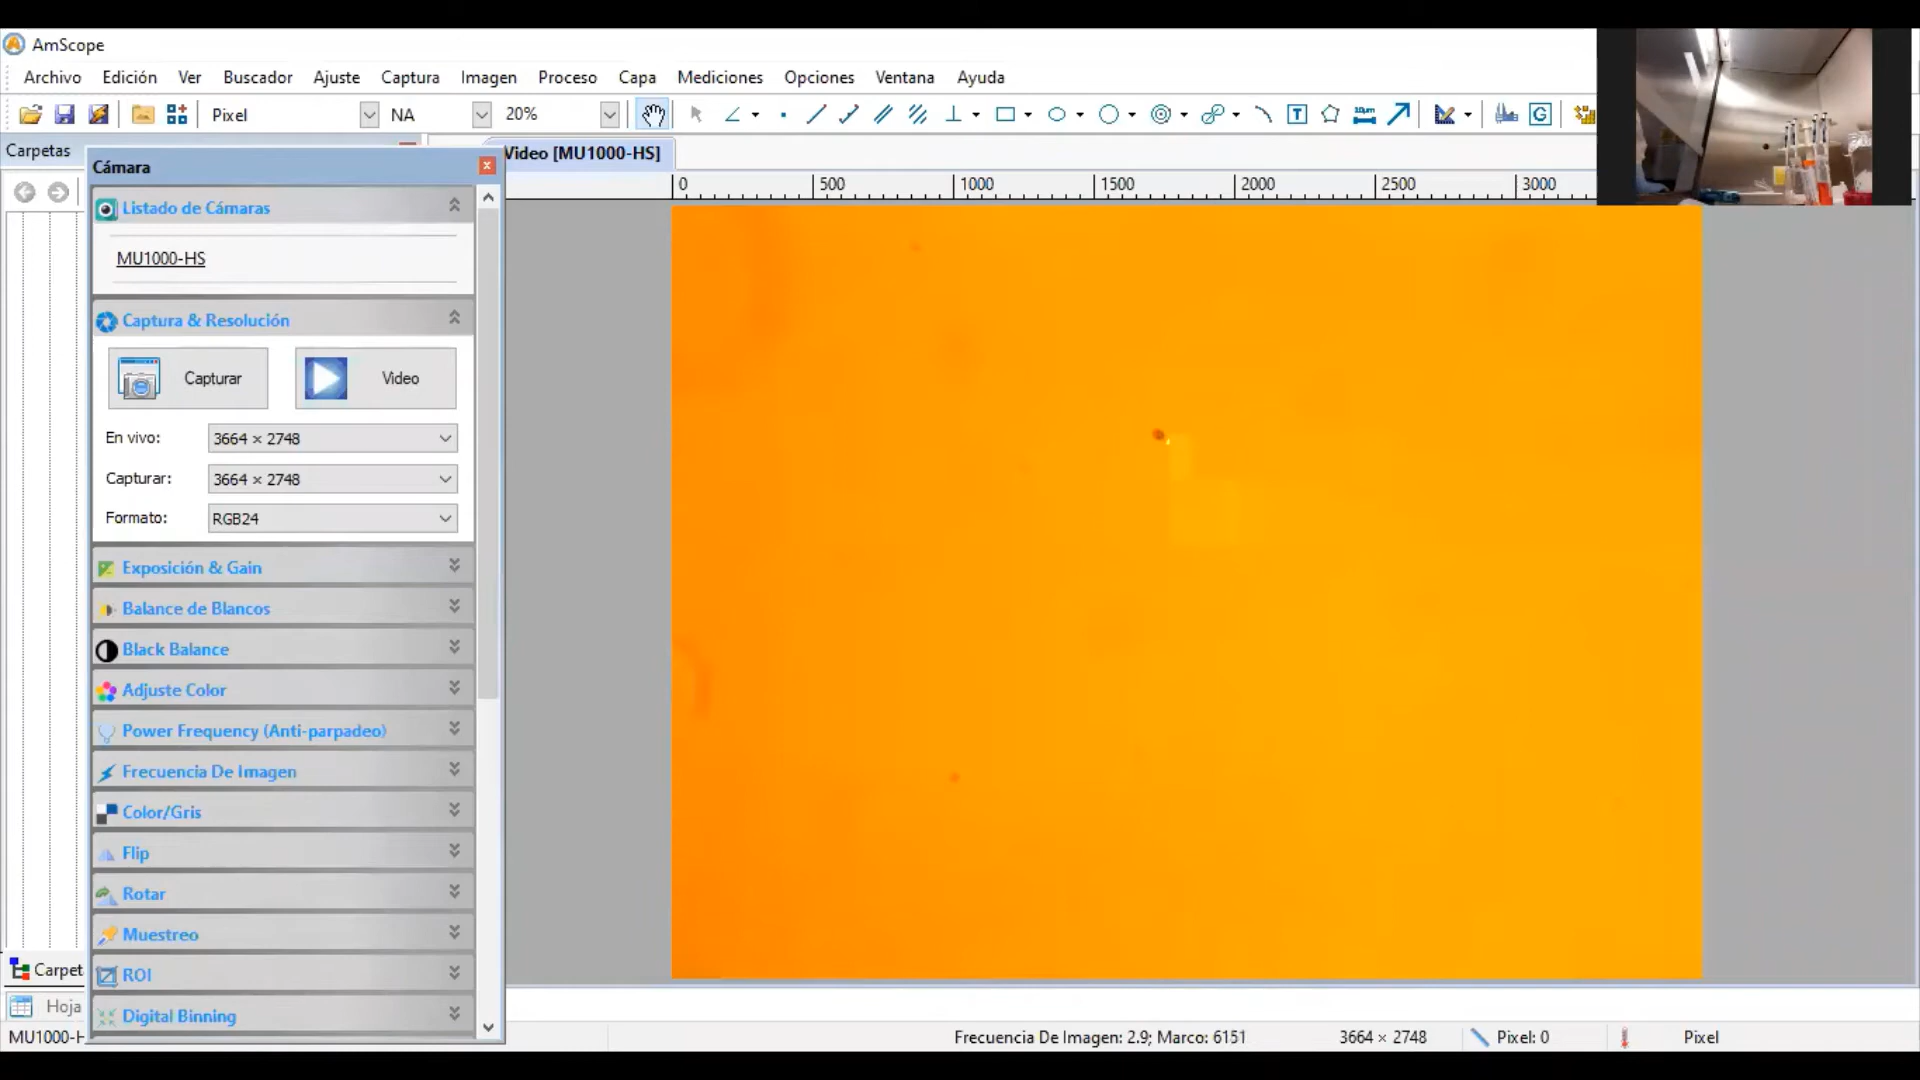 AmScope
Archivo Edición Ver Buscador Ajuste Captura Imagen Proceso Capa Mediciones Opciones Ventana Ayuda
Pixel NA 20%
Carpetas
Cámara
Video [MU1000-HS]
0 500 1000 1500 2000 2500 3000
Listado de Cámaras
MU1000-HS
Captura & Resolución
Capturar Video
En vivo: 3664 × 2748
Capturar: 3664 × 2748
Formato: RGB24
Exposición & Gain
Balance de Blancos
Black Balance
Adjuste Color
Power Frequency (Anti-parpadeo)
Frecuencia De Imagen
Color/Gris
Flip
Rotar
Muestreo
ROI
Digital Binning
Carpet
Hoja
MU1000-H Frecuencia De Imagen: 2.9; Marco: 6151 3664 × 2748 Pixel: 0 Pixel